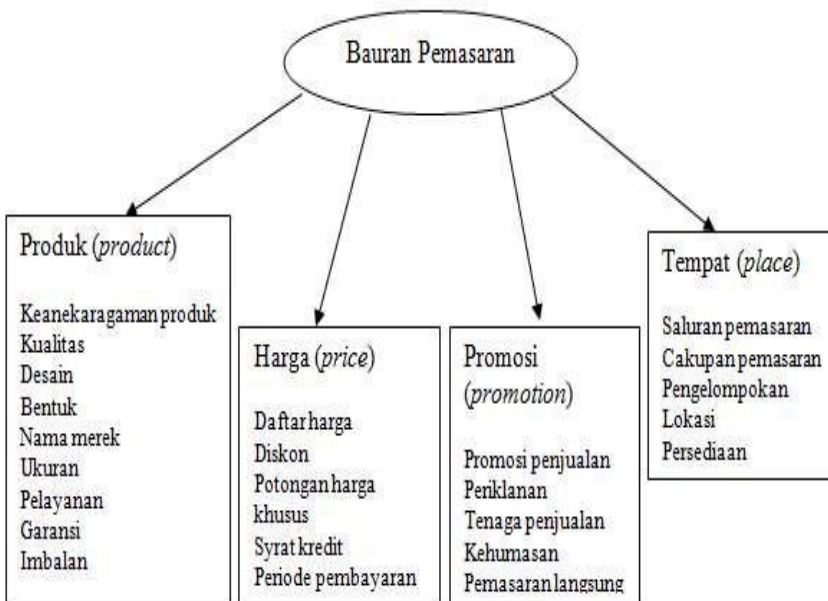 Bauran Pemasaran
Produk (product)
Keanekaragaman produk
Kualitas
Desain
Bentuk
Nama merek
Ukuran
Pelayanan
Garansi
Imbalan
Harga (price)
Daftar harga
Diskon
Potongan harga
khusus
Syrat kredit
Periode pembayaran
Promosi
(promotion)
Promosi penjualan
Periklanan
Tenaga penjualan
Kehumasan
Pemasaran langsung
Tempat (place)
Saluran pemasaran
Cakupan pemasaran
Pengelompokan
Lokasi
Persediaan